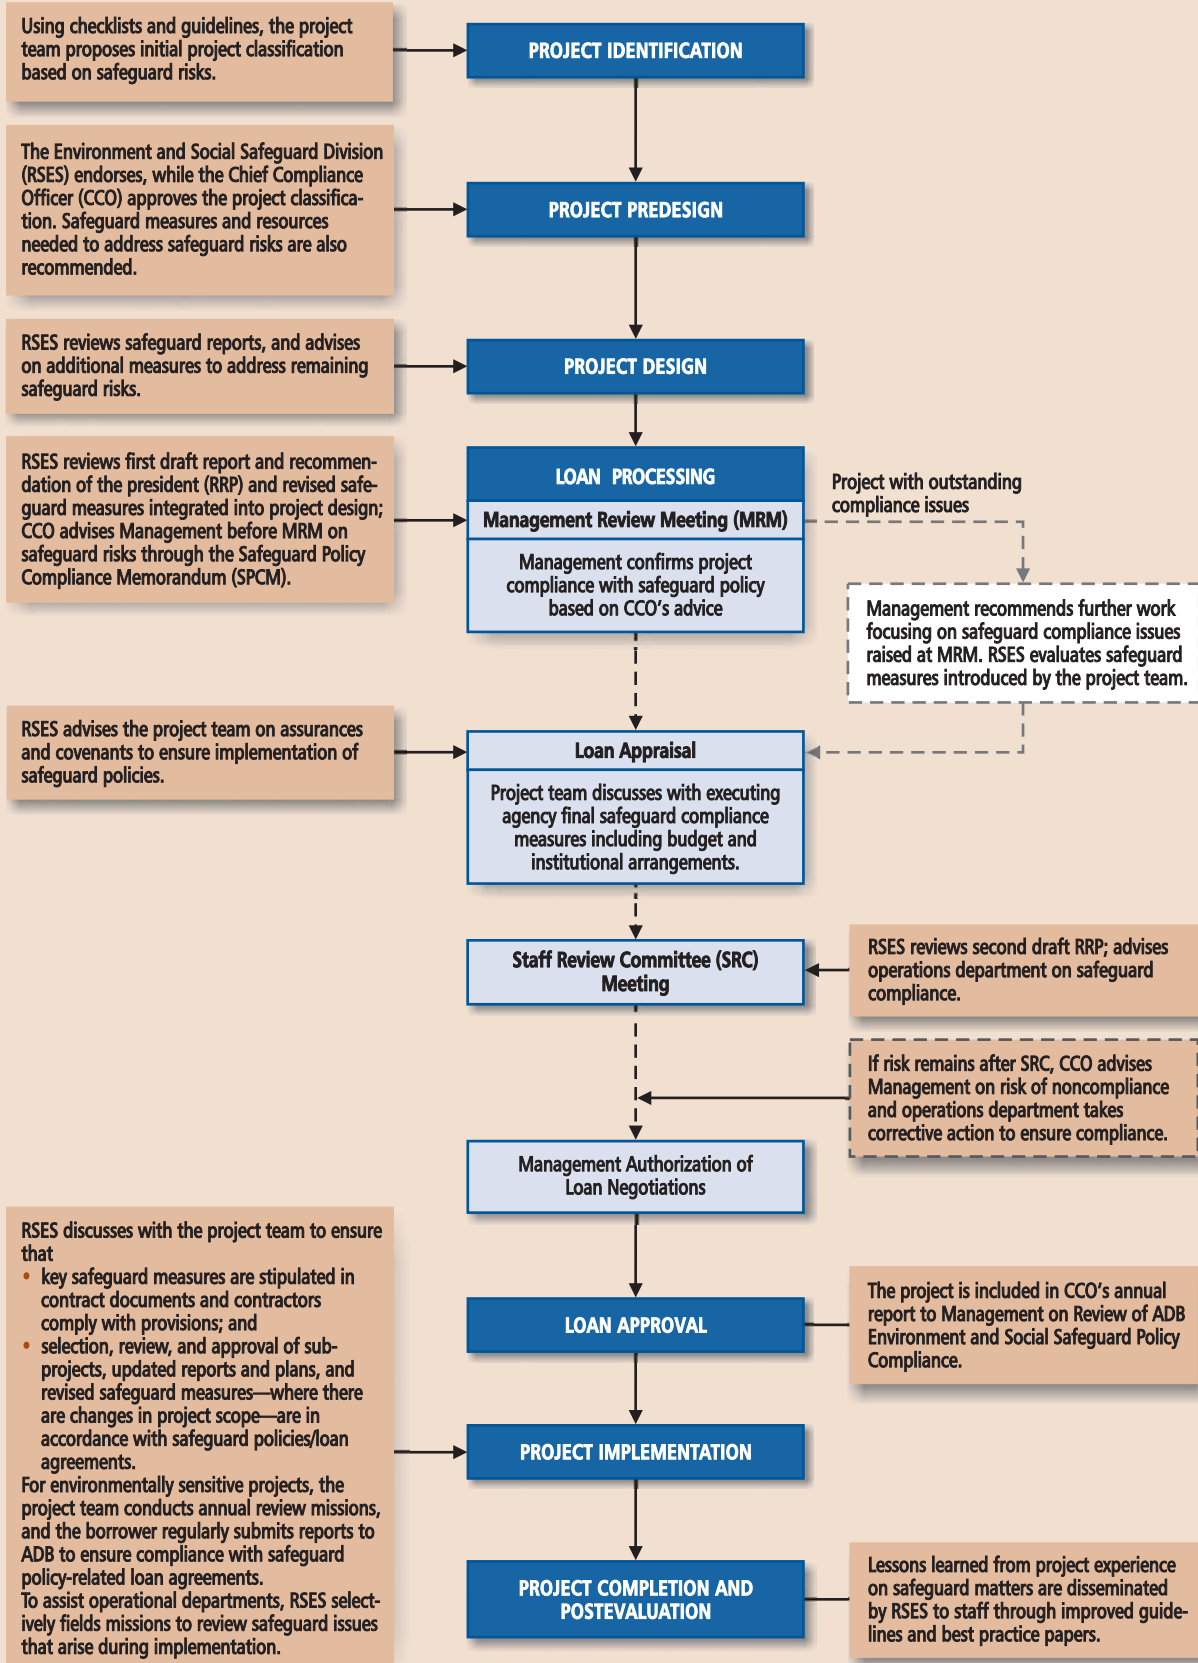 Using checklists and guidelines, the project
team proposes initial project classification
based on safeguard risks.
PROJECT IDENTIFICATION
The Environment and Social Safeguard Division
(RSES) endorses, while the Chief Compliance
Officer (CCO) approves the project classifica-
tion. Safeguard measures and resources
needed to address safeguard risks are also
recommended.
PROJECT PREDESIGN
RSES reviews safeguard reports, and advises
on additional measures to address remaining
safeguard risks.
PROJECT DESIGN
RSES reviews first draft report and recommen-
dation of the president (RRP) and revised safe-
guard measures integrated into project design;
CCO advises Management before MRM on
safeguard risks through the Safeguard Policy
Compliance Memorandum (SPCM).
LOAN PROCESSING
Management Review Meeting (MRM)
Management confirms project
compliance with safeguard policy
based on CCO's advice
Project with outstanding
compliance issues
Management recommends further work
focusing on safeguard compliance issues
raised at MRM. RSES evaluates safeguard
measures introduced by the project team.
RSES advises the project team on assurances
and covenants to ensure implementation of
safeguard policies.
Loan Appraisal
Project team discusses with executing
agency final safeguard compliance
measures including budget and
institutional arrangements.
Staff Review Committee (SRC)
Meeting
RSES reviews second draft RRP; advises
operations department on safeguard
compliance.
If risk remains after SRC, CCO advises
Management on risk of noncompliance
and operations department takes
corrective action to ensure compliance.
Management Authorization of
Loan Negotiations
LOAN APPROVAL
The project is included in CCO's annual
report to Management on Review of ADB
Environment and Social Safeguard Policy
Compliance.
RSES discusses with the project team to ensure
that
• key safeguard measures are stipulated in
contract documents and contractors
comply with provisions; and
• selection, review, and approval of sub-
projects, updated reports and plans, and
revised safeguard measures—where there
are changes in project scope—are in
accordance with safeguard policies/loan
agreements.
For environmentally sensitive projects, the
project team conducts annual review missions,
and the borrower regularly submits reports to
ADB to ensure compliance with safeguard
policy-related loan agreements.
To assist operational departments, RSES select-
ively fields missions to review safeguard issues
that arise during implementation.
PROJECT IMPLEMENTATION
PROJECT COMPLETION AND
POSTEVALUATION
Lessons learned from project experience
on safeguard matters are disseminated
by RSES to staff through improved guide-
lines and best practice papers.